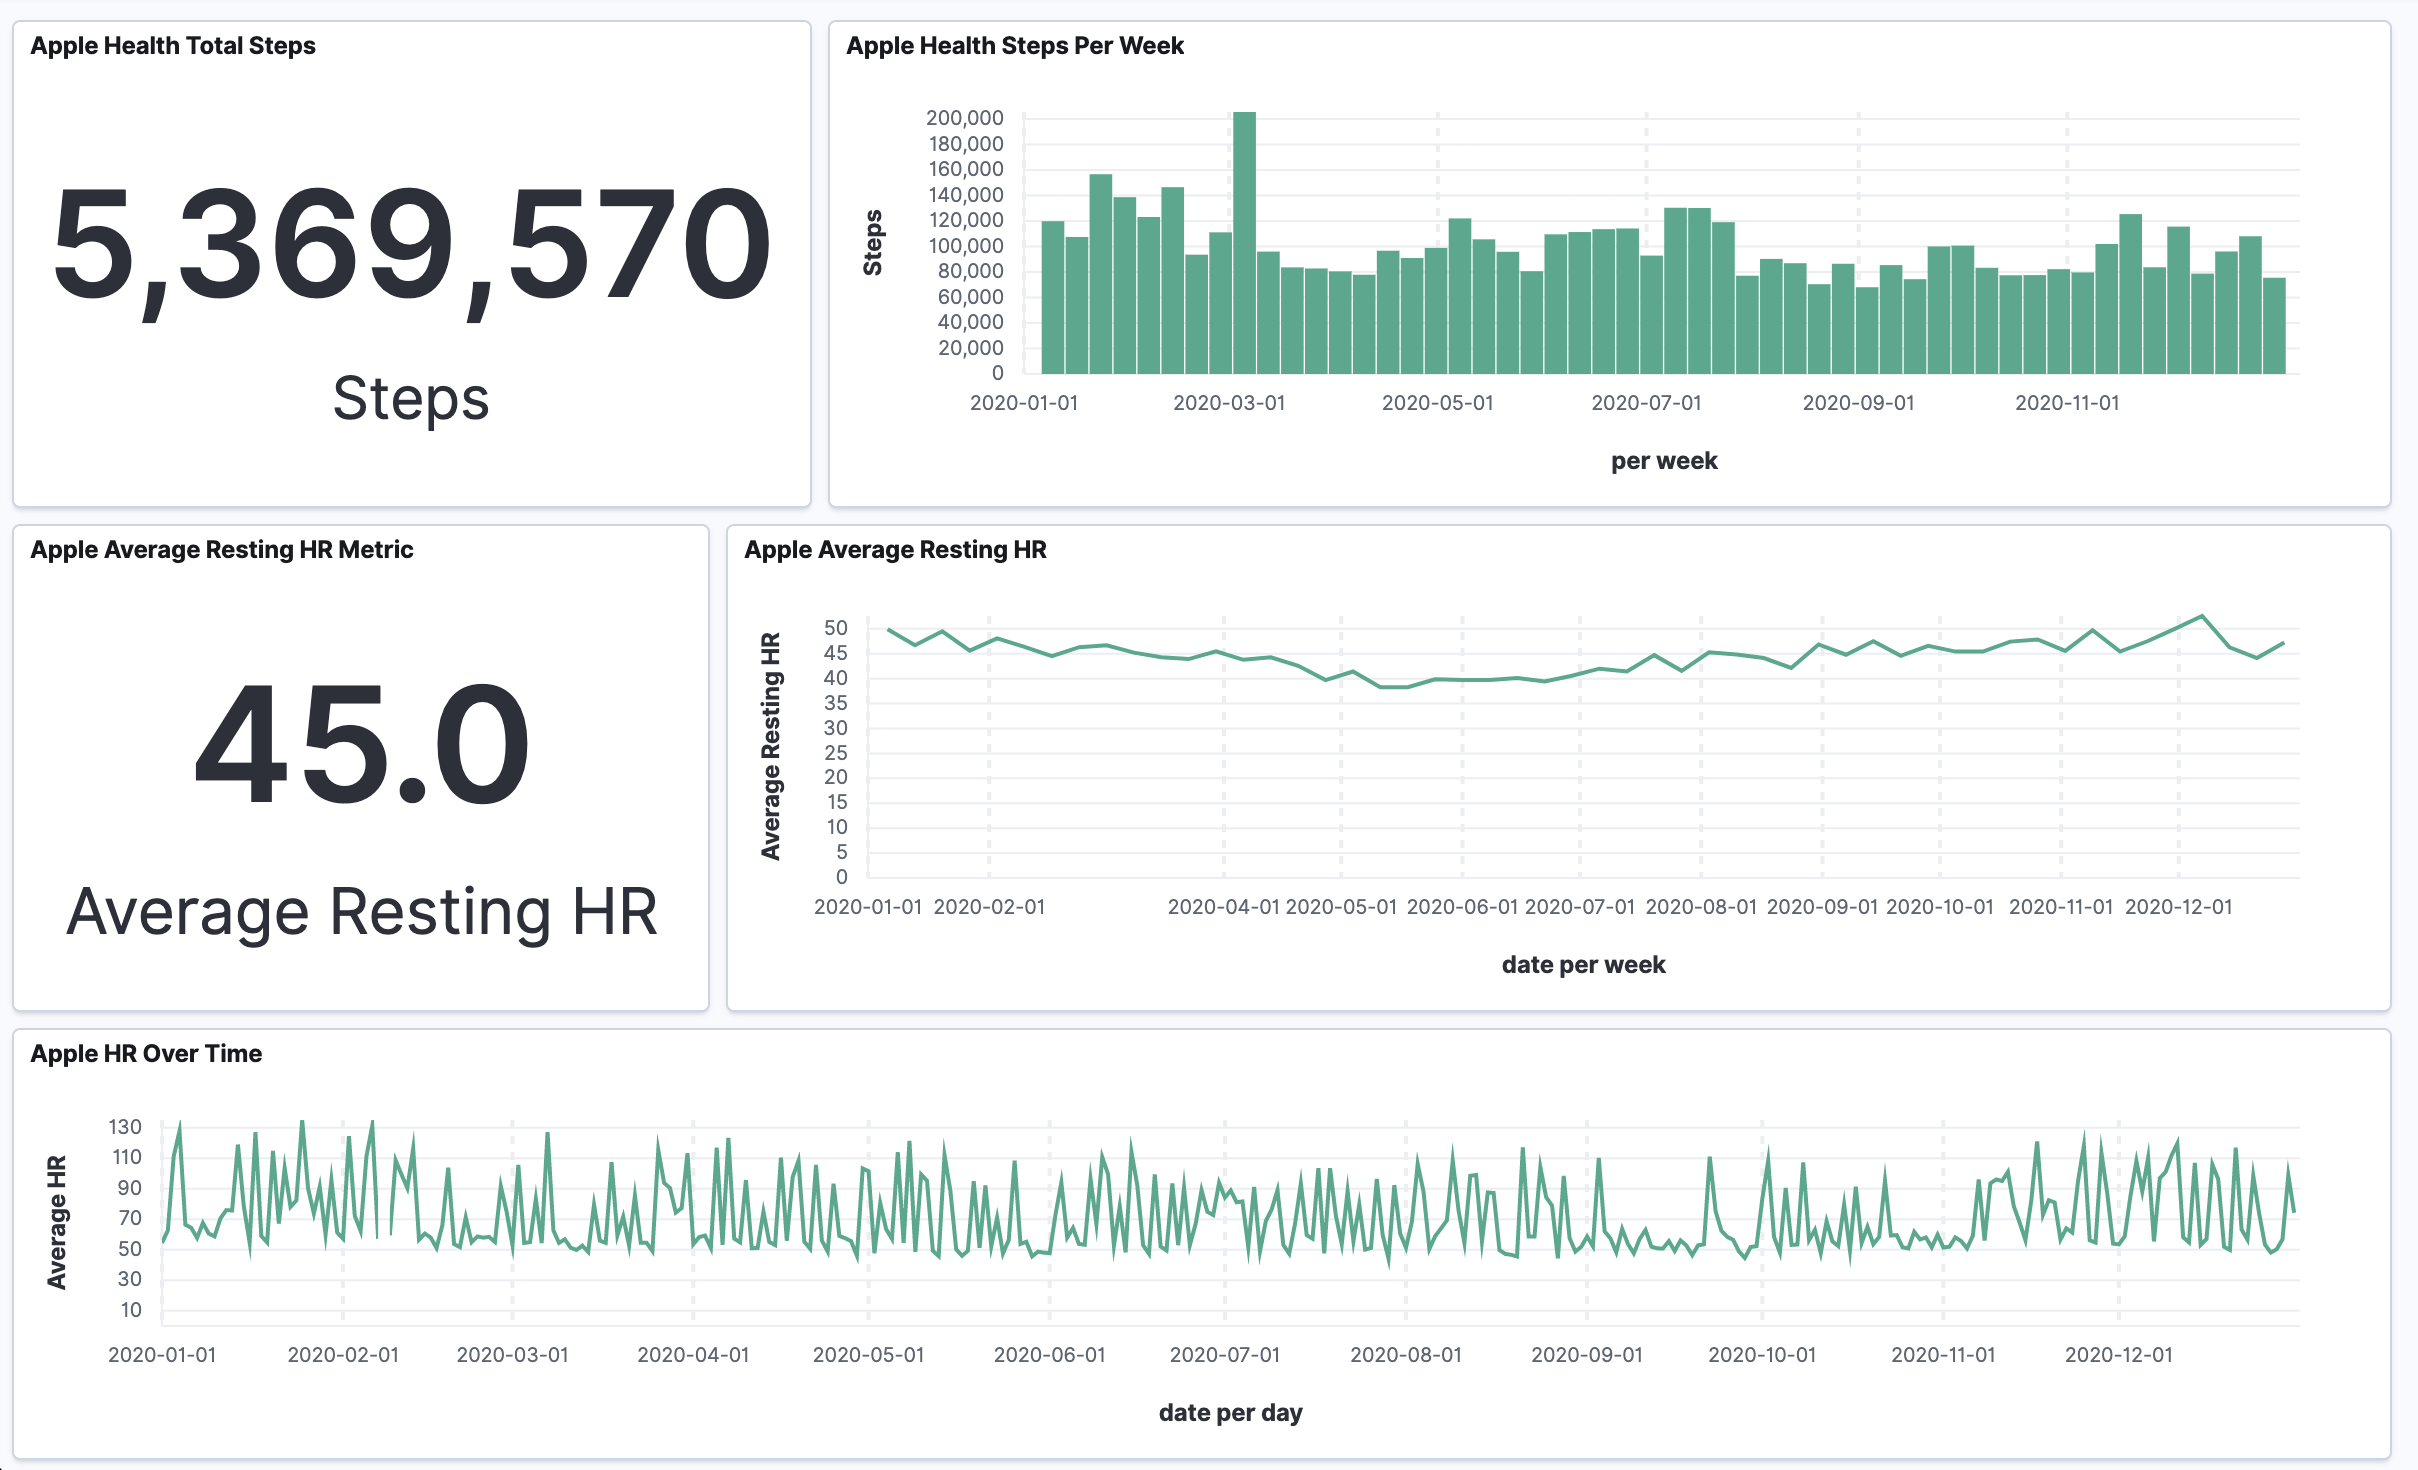 Apple Health Total Steps
5,369,570
Steps
Apple Health Steps Per Week
Steps
200,000
180,000
160,000
140,000
120,000
100,000
80,000
60,000
40,000
20,000
0
2020-01-01 2020-03-01 2020-05-01 2020-07-01 2020-09-01 2020-11-01
per week
Apple Average Resting HR Metric
45.0
Average Resting HR
Apple Average Resting HR
Average Resting HR
50
45
40
35
30
25
20
15
10
5
0
2020-01-01 2020-02-01 2020-04-01 2020-05-01 2020-06-01 2020-07-01 2020-08-01 2020-09-01 2020-10-01 2020-11-01 2020-12-01
date per week
Apple HR Over Time
Average HR
130
110
90
70
50
30
10
2020-01-01 2020-02-01 2020-03-01 2020-04-01 2020-05-01 2020-06-01 2020-07-01 2020-08-01 2020-09-01 2020-10-01 2020-11-01 2020-12-01
date per day